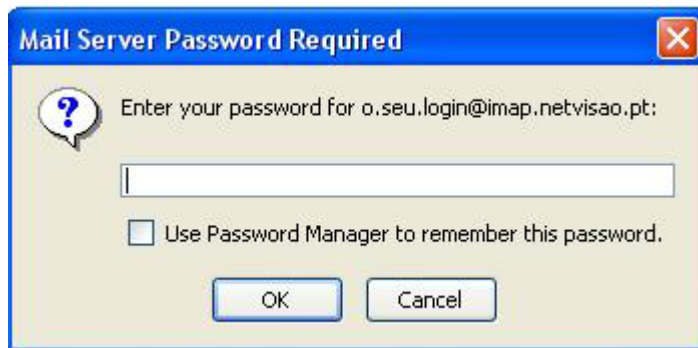 Mail Server Password Required
Enter your password for o.seu.login@imap.netvisao.pt:
Use Password Manager to remember this password.
OK Cancel